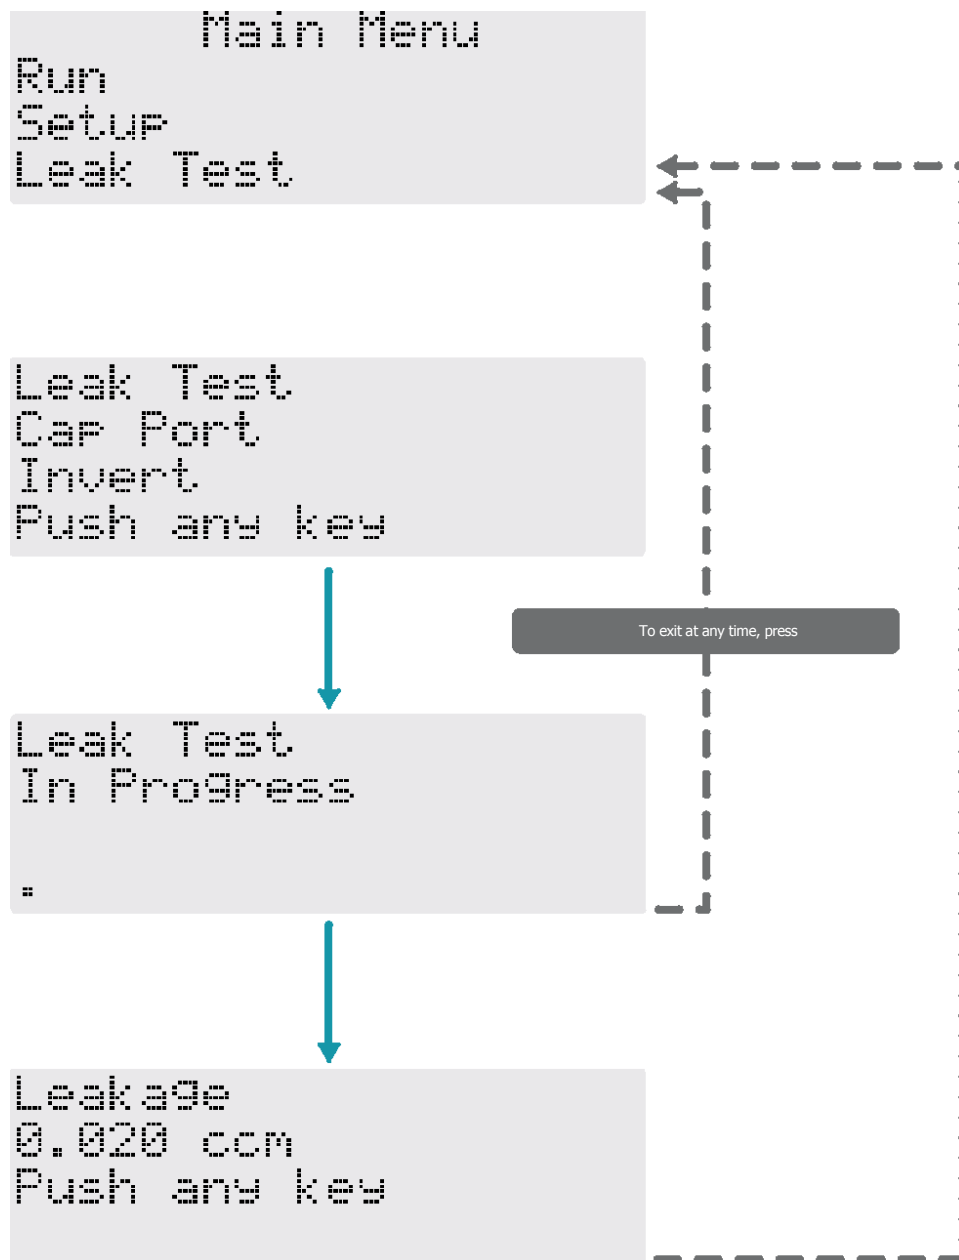 Main Menu
Run
Setup
Leak Test
Leak Test
Cap Port
Invert
Push any key
To exit at any time, press
Leak Test
In Progress
.
Leakage
0.020 ccm
Push any key